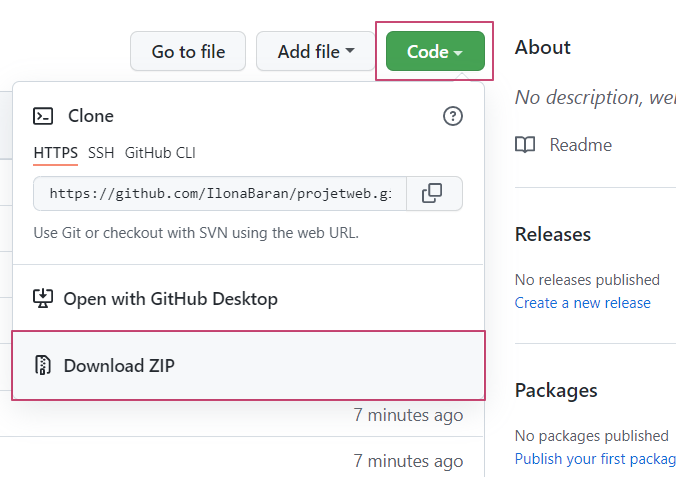 Go to file
Add file
Code
Clone
HTTPS SSH GitHub CLI
https://github.com/IlonaBaran/projetweb.gi
Use Git or checkout with SVN using the web URL.
Open with GitHub Desktop
Download ZIP
7 minutes ago
7 minutes ago
About
No description, we
Readme
Releases
No releases published
Create a new release
Packages
No packages published
Publish your first packag